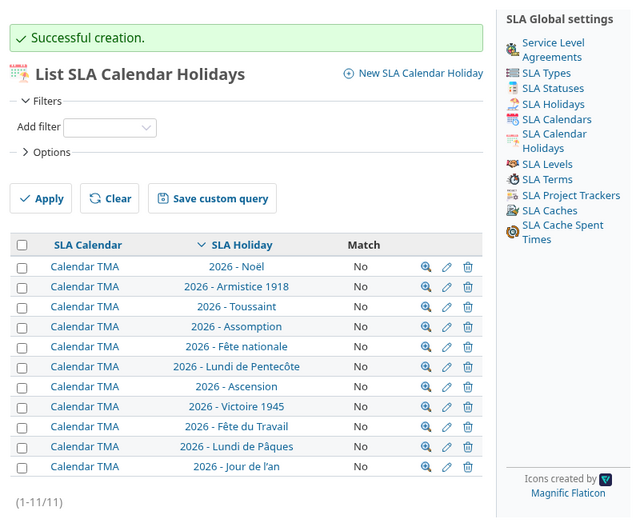 Successful creation.
List SLA Calendar Holidays
New SLA Calendar Holiday
Filters
Add filter
Options
Apply
Clear
Save custom query
SLA Calendar SLA Holiday Match
Calendar TMA 2026 - Noël No
Calendar TMA 2026 - Armistice 1918 No
Calendar TMA 2026 - Toussaint No
Calendar TMA 2026 - Assomption No
Calendar TMA 2026 - Fête nationale No
Calendar TMA 2026 - Lundi de Pentecôte No
Calendar TMA 2026 - Ascension No
Calendar TMA 2026 - Victoire 1945 No
Calendar TMA 2026 - Fête du Travail No
Calendar TMA 2026 - Lundi de Pâques No
Calendar TMA 2026 - Jour de l'an No
(1-11/11)
SLA Global settings
Service Level
Agreements
SLA Types
SLA Statuses
SLA Holidays
SLA Calendars
SLA Calendar
Holidays
SLA Levels
SLA Terms
SLA Project Trackers
SLA Caches
SLA Cache Spent
Times
Icons created by
Magnific Flaticon